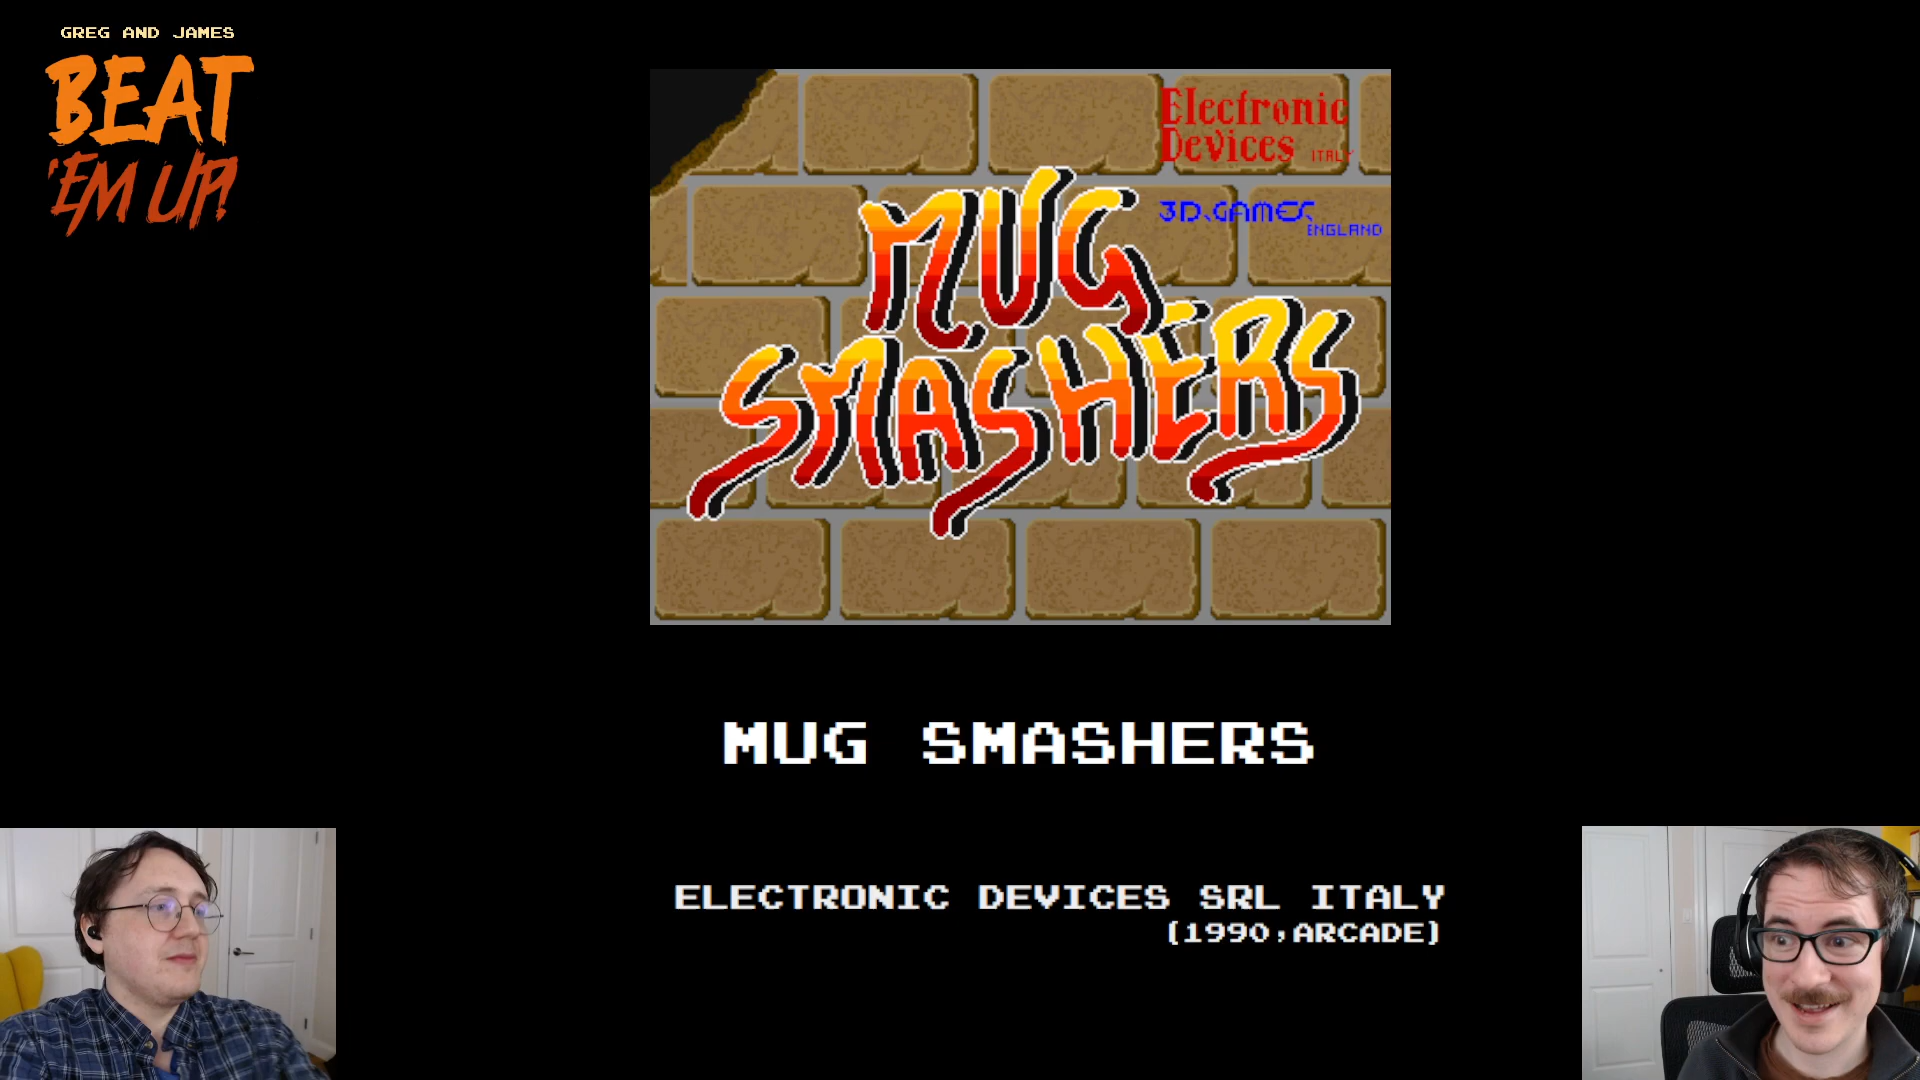 GREG AND JAMES
BEAT
'EM UP!
Electronic
Devices ITALY
3D.GAMES.
ENGLAND
MUG
SMASHERS
MUG SMASHERS
ELECTRONIC DEVICES SRL ITALY
(1990,ARCADE)